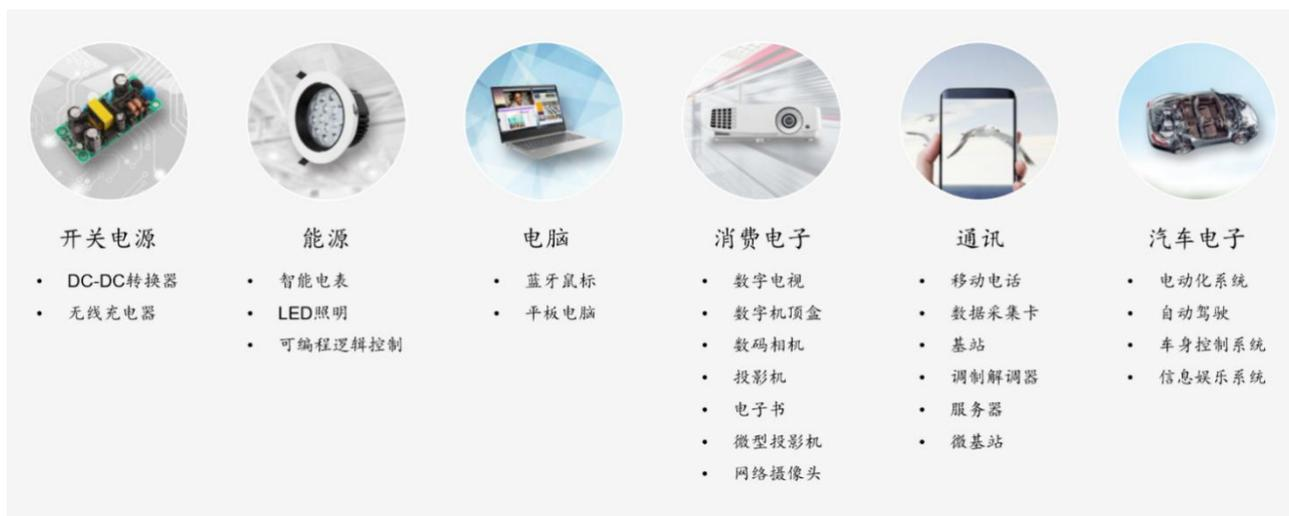 开关电源
• DC-DC转换器
• 无线充电器
能源
• 智能电表
• LED照明
• 可编程逻辑控制
电脑
• 蓝牙鼠标
• 平板电脑
消费电子
• 数字电视
• 数字机顶盒
• 数码相机
• 投影机
• 电子书
• 微型投影机
• 网络摄像头
通讯
• 移动电话
• 数据采集卡
• 基站
• 调制解调器
• 服务器
• 微基站
汽车电子
• 电动化系统
• 自动驾驶
• 车身控制系统
• 信息娱乐系统